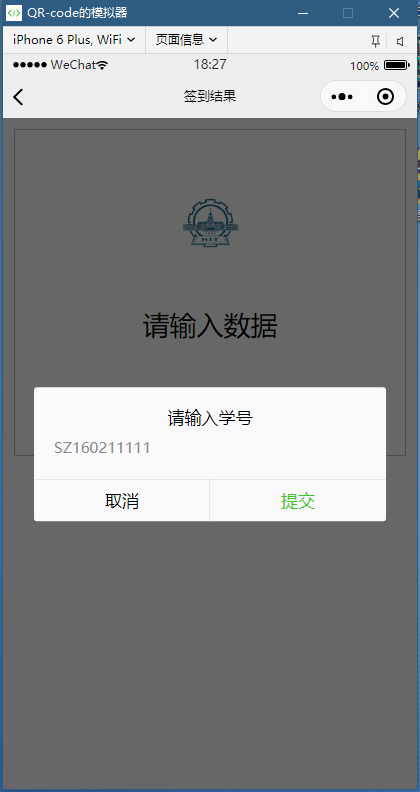 QR-code的模拟器
iPhone 6 Plus, WiFi 页面信息
WeChat 18:27 100%
签到结果
HIT
请输入数据
请输入学号
SZ160211111
取消 提交